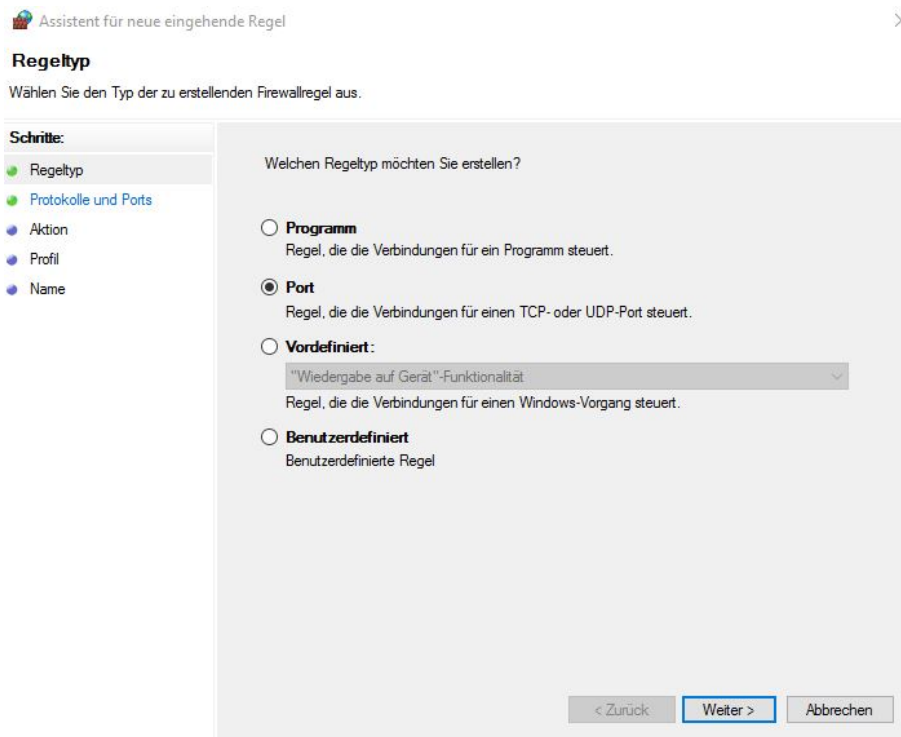 Assistent für neue eingehende Regel
Regeltyp
Wählen Sie den Typ der zu erstellenden Firewallregel aus.
Schritte:
Regeltyp
Protokolle und Ports
Aktion
Profil
Name
Welchen Regeltyp möchten Sie erstellen?
Programm
Regel, die die Verbindungen für ein Programm steuert.
Port
Regel, die die Verbindungen für einen TCP- oder UDP-Port steuert.
Vordefiniert:
"Wiedergabe auf Gerät"-Funktionalität
Regel, die die Verbindungen für einen Windows-Vorgang steuert.
Benutzerdefiniert
Benutzerdefinierte Regel
< Zurück
Weiter >
Abbrechen